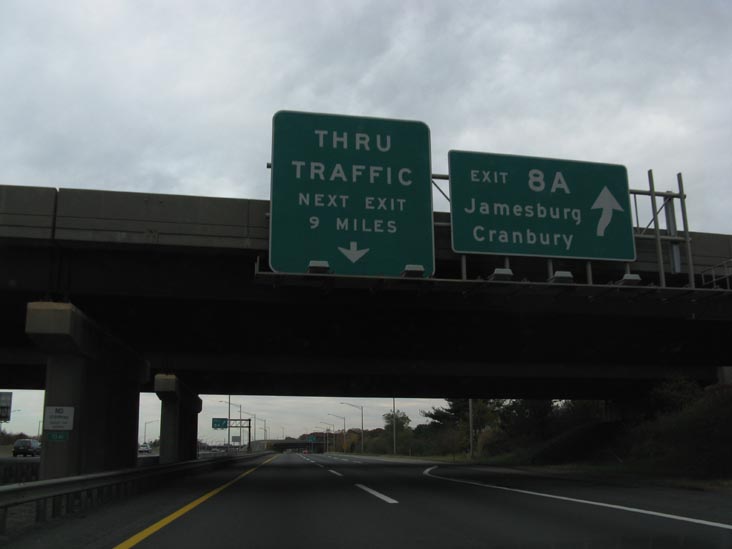 THRU
TRAFFIC
NEXT EXIT
9 MILES
EXIT 8A
Jamesburg
Cranbury
NO